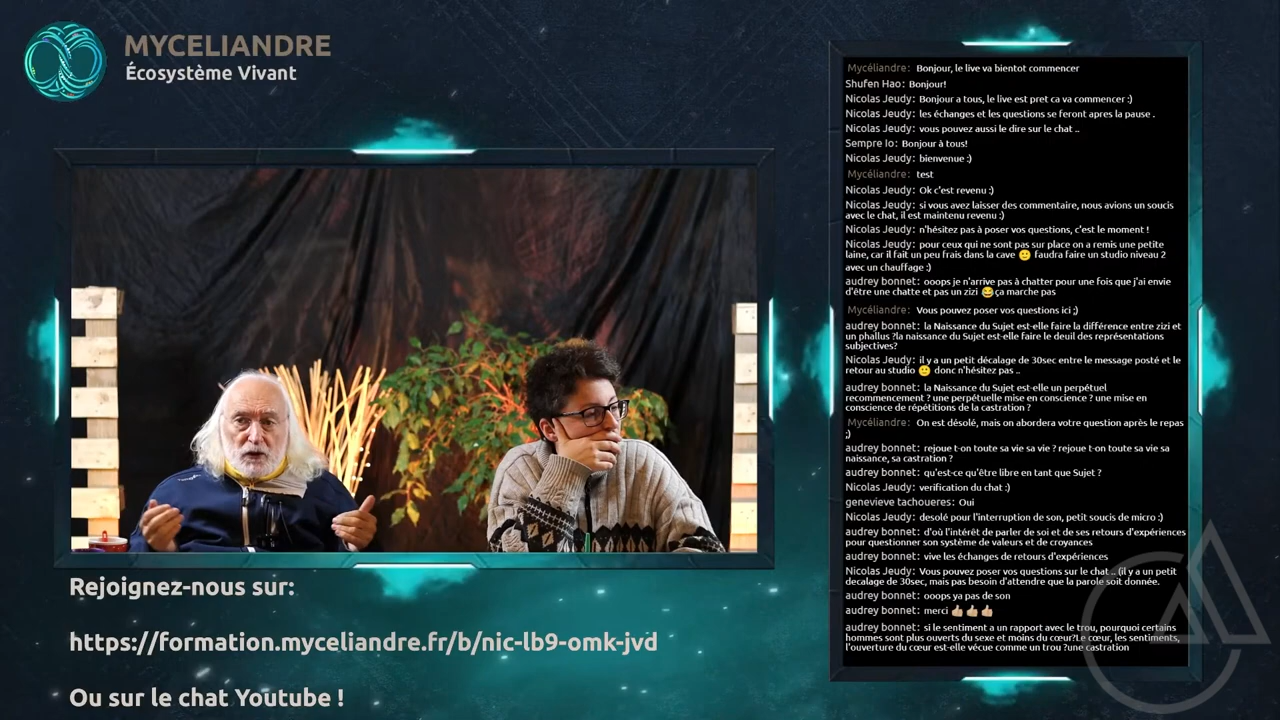 MYCELIANDRE
Écosystème Vivant
Mycéliandre: Bonjour, le live va bientot commencer
Shufen Hao: Bonjour!
Nicolas Jeudy: Bonjour a tous, le live est pret ca va commencer :)
Nicolas Jeudy: les échanges et les questions se feront apres la pause .
Nicolas Jeudy: vous pouvez aussi le dire sur le chat ..
Sempre Io: Bonjour à tous!
Nicolas Jeudy: bienvenue :)
Mycéliandre: test
Nicolas Jeudy: Ok c'est revenu :)
Nicolas Jeudy: si vous avez laisser des commentaire, nous avions un soucis
avec le chat, il est maintenu revenu :)
Nicolas Jeudy: n'hésitez pas à poser vos questions, c'est le moment !
Nicolas Jeudy: pour ceux qui ne sont pas sur place on a remis une petite
laine, car il fait un peu frais dans la cave 🙂 faudra faire un studio niveau 2
avec un chauffage :)
audrey bonnet: ooops je n'arrive pas à chatter pour une fois que j'ai envie
d'être une chatte et pas un zizi 😂ça marche pas
Mycéliandre: Vous pouvez poser vos questions ici ;)
audrey bonnet: la Naissance du Sujet est-elle faire la différence entre zizi et
un phallus ?la naissance du Sujet est-elle faire le deuil des représentations
subjectives?
Nicolas Jeudy: il y a un petit décalage de 30sec entre le message posté et le
retour au studio 🙂 donc n'hésitez pas ..
audrey bonnet: la Naissance du Sujet est-elle un perpétuel
recommencement ? une perpétuelle mise en conscience ? une mise en
conscience de répétitions de la castration ?
Mycéliandre: On est désolé, mais on abordera votre question après le repas
;)
audrey bonnet: rejoue t-on toute sa vie sa vie ? rejoue t-on toute sa vie sa
naissance, sa castration ?
audrey bonnet: qu'est-ce qu'être libre en tant que Sujet ?
Nicolas Jeudy: verification du chat :)
genevieve tachoueres: Oui
Nicolas Jeudy: desolé pour l'interruption de son, petit soucis de micro :)
audrey bonnet: d'où l'intérêt de parler de soi et de ses retours d'expériences
pour questionner son système de valeurs et de croyances
audrey bonnet: vive les échanges de retours d'expériences
Nicolas Jeudy: Vous pouvez poser vos questions sur le chat .. (il y a un petit
decalage de 30sec, mais pas besoin d'attendre que la parole soit donnée.
audrey bonnet: ooops ya pas de son
audrey bonnet: merci 👍🏼👍🏼👍🏼
audrey bonnet: si le sentiment a un rapport avec le trou, pourquoi certains
hommes sont plus ouverts du sexe et moins du cœur?Le cœur, les sentiments,
l'ouverture du cœur est-elle vécue comme un trou ?une castration
Rejoignez-nous sur:
https://formation.myceliandre.fr/b/nic-lb9-omk-jvd
Ou sur le chat Youtube !